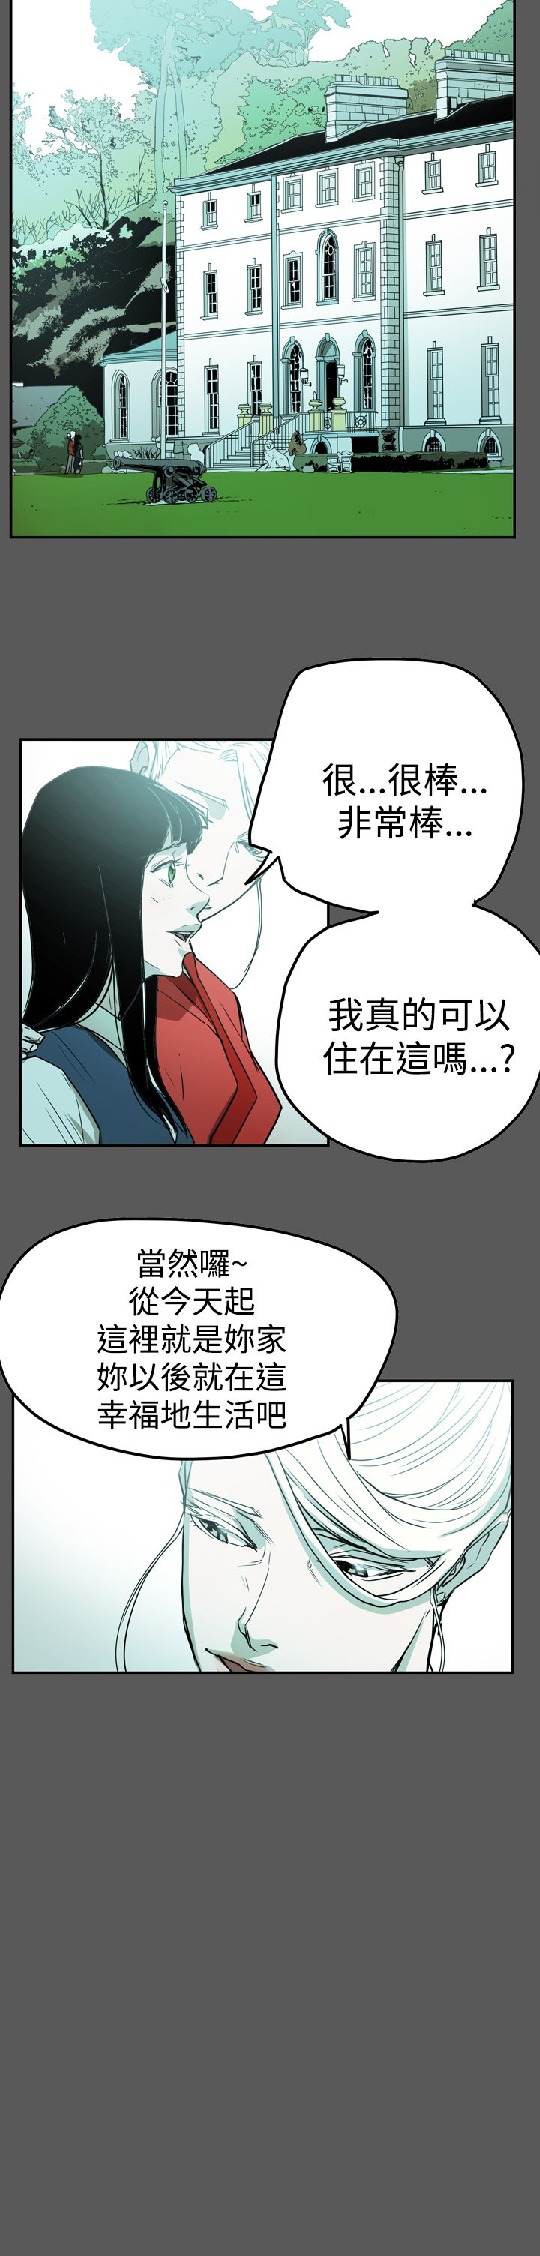 很...很棒...
非常棒...
我真的可以
住在這嗎...?
當然囉~
從今天起
這裡就是妳家
妳以後就在這
幸福地生活吧